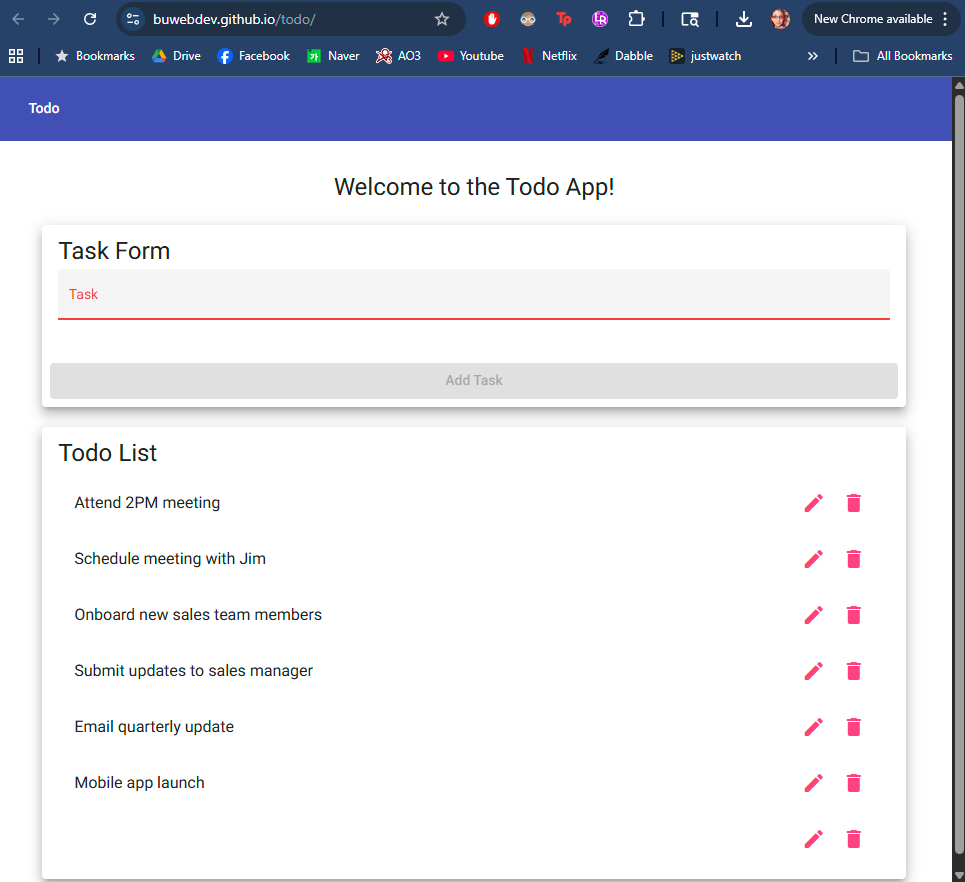 buwebdev.github.io/todo/
Tp
LR
New Chrome available
Bookmarks
Drive
Facebook
Naver
AO3
Youtube
Netflix
Dabble
justwatch
All Bookmarks
Todo
Welcome to the Todo App!
Task Form
Task
Add Task
Todo List
Attend 2PM meeting
Schedule meeting with Jim
Onboard new sales team members
Submit updates to sales manager
Email quarterly update
Mobile app launch